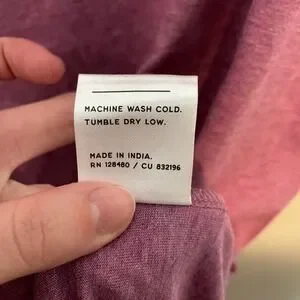 MACHINE WASH COLD.
TUMBLE DRY LOW.
MADE IN INDIA.
RN 128480 / CU 832196